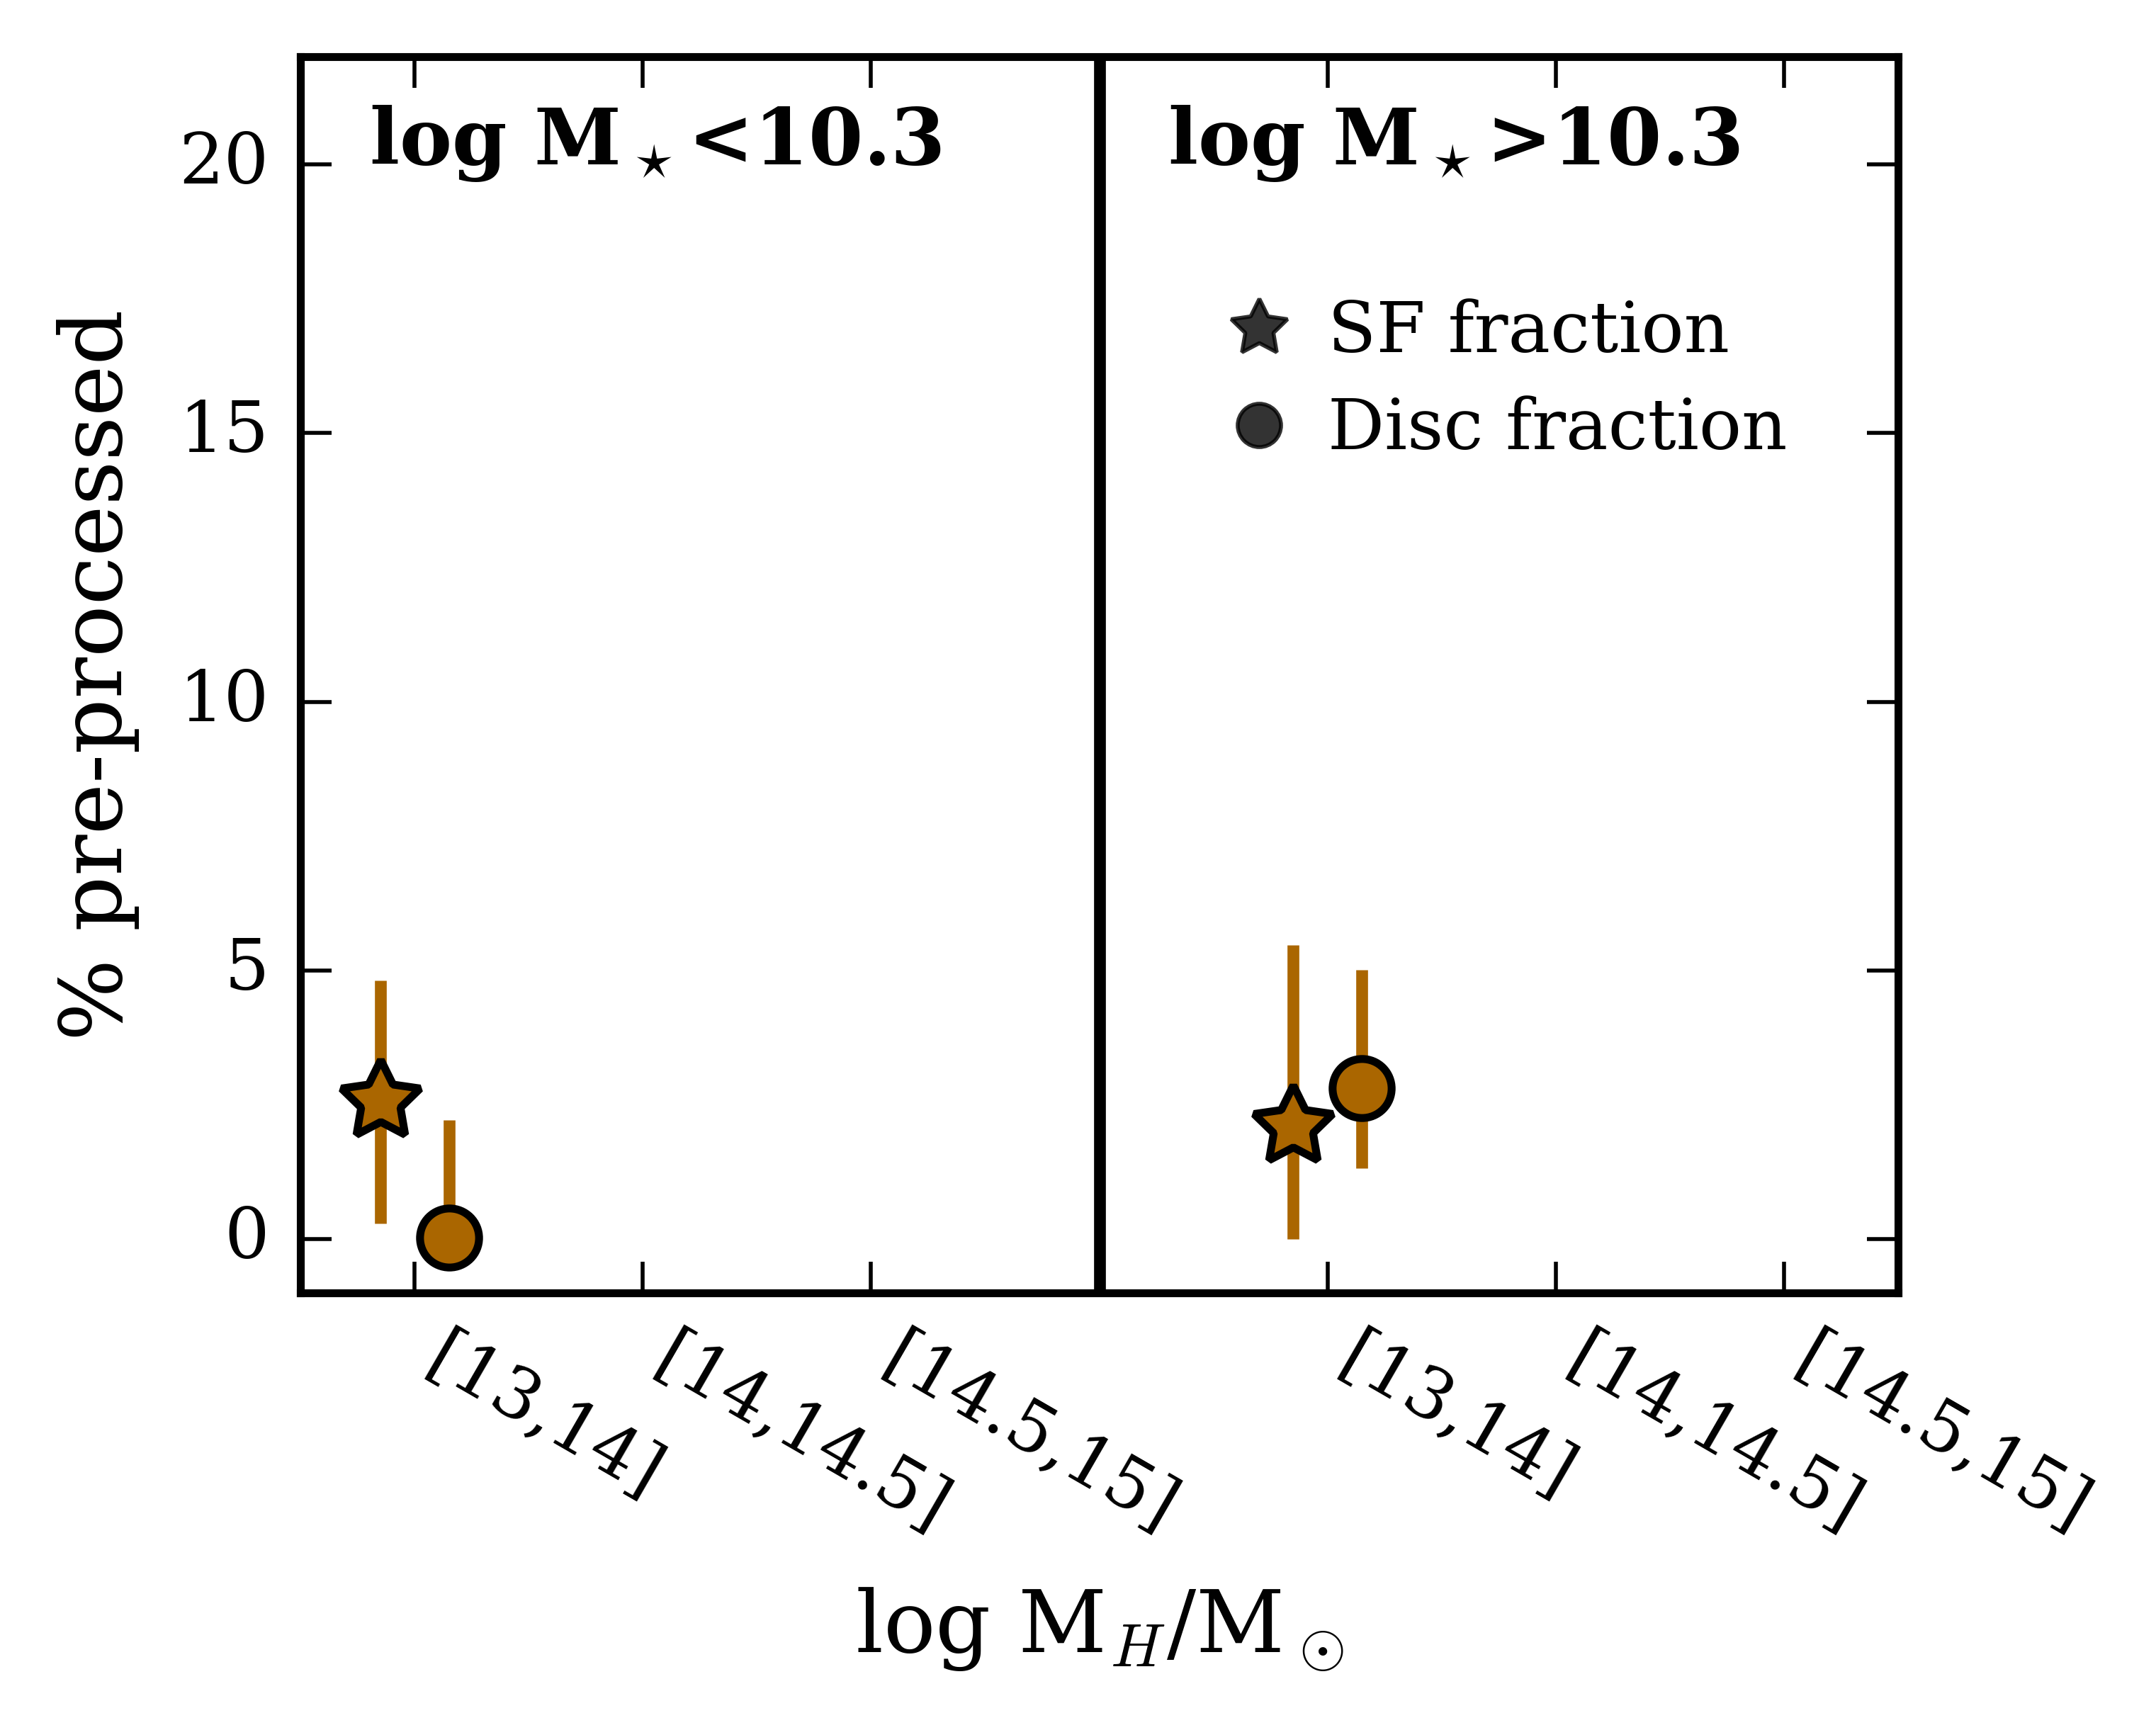 log M⋆<10.3
log M⋆>10.3
SF fraction
Disc fraction
% pre-processed
20
15
10
5
0
[13,14]
[14,14.5]
[14.5,15]
[13,14]
[14,14.5]
[14.5,15]
log M_H/M_⊙